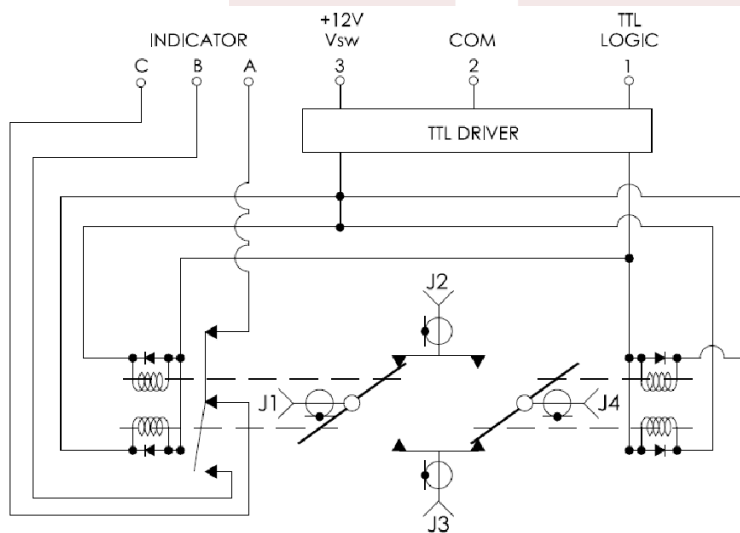 +12V
TTL
INDICATOR
Vsw
COM
LOGIC
C
B
A
3
2
1
TTL DRIVER
J2
J1
J4
J3